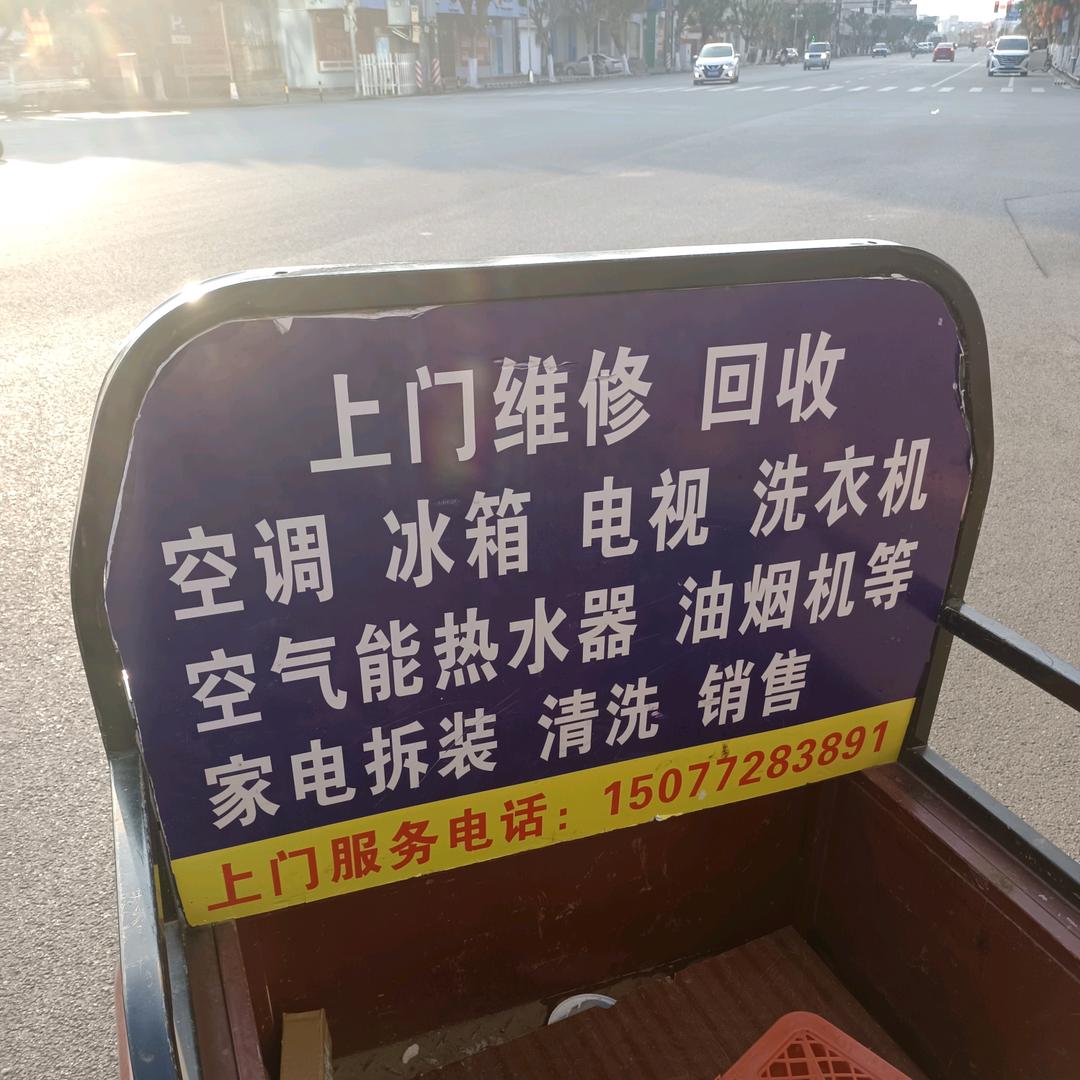 上门维修 回收
空调 冰箱 电视 洗衣机
空气能热水器 油烟机等
家电拆装 清洗 销售
上门服务电话：15077283891